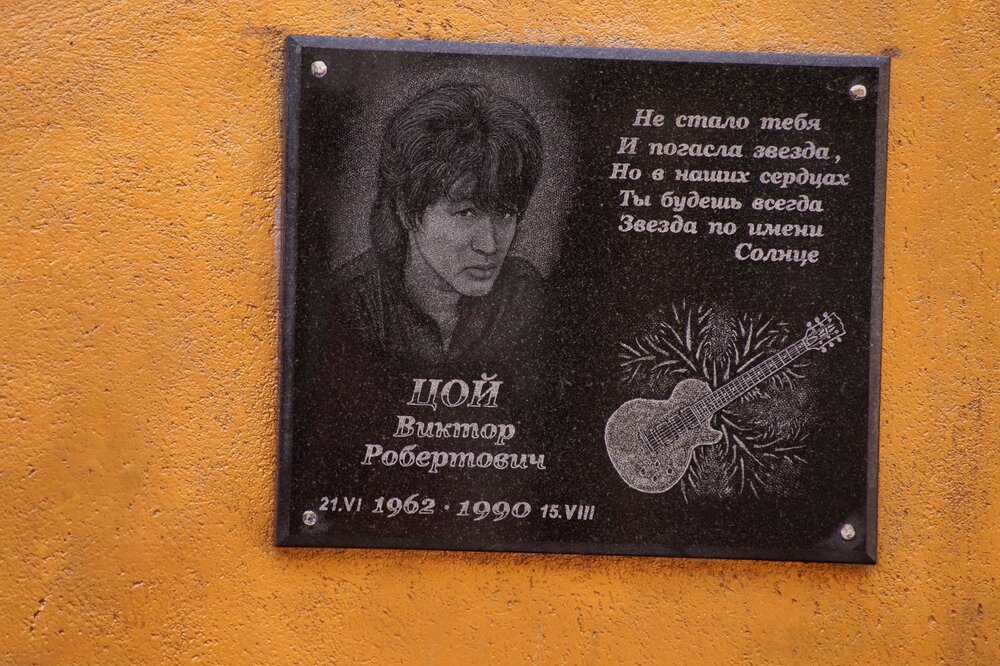 Не стало тебя
И погасла звезда,
Но в наших сердцах
Ты будешь всегда
Звезда по имени
Солнце
ЦОЙ
Виктор
Робертович
21.VI 1962 · 1990 15.VIII